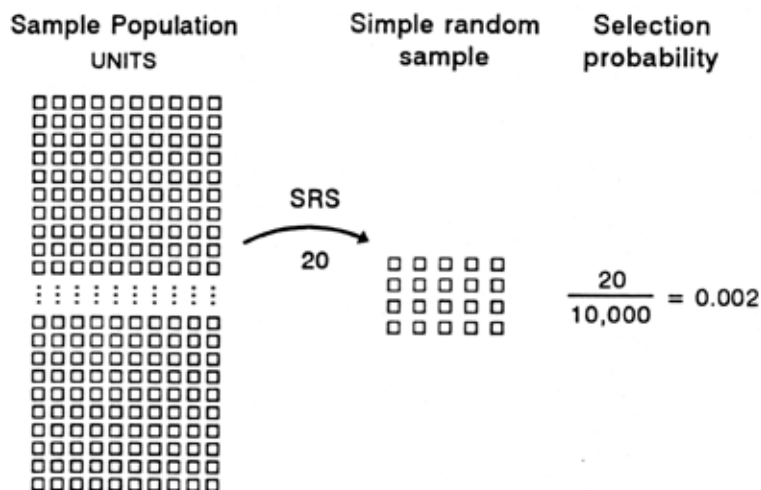 Sample Population
UNITS
Simple random
sample
Selection
probability
SRS
20
20
10,000
= 0.002